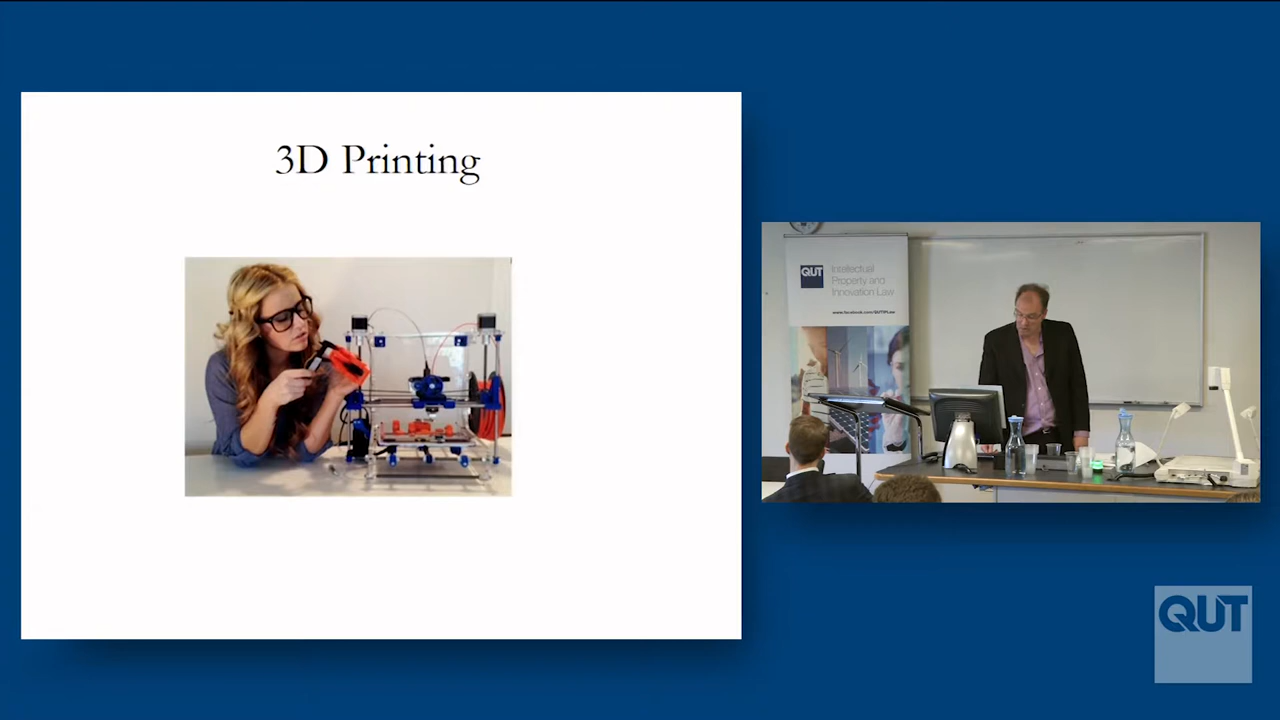 3D Printing
QUT
Intellectual
Property and
Innovation Law
www.facebook.com/QUTIPLaw
QUT